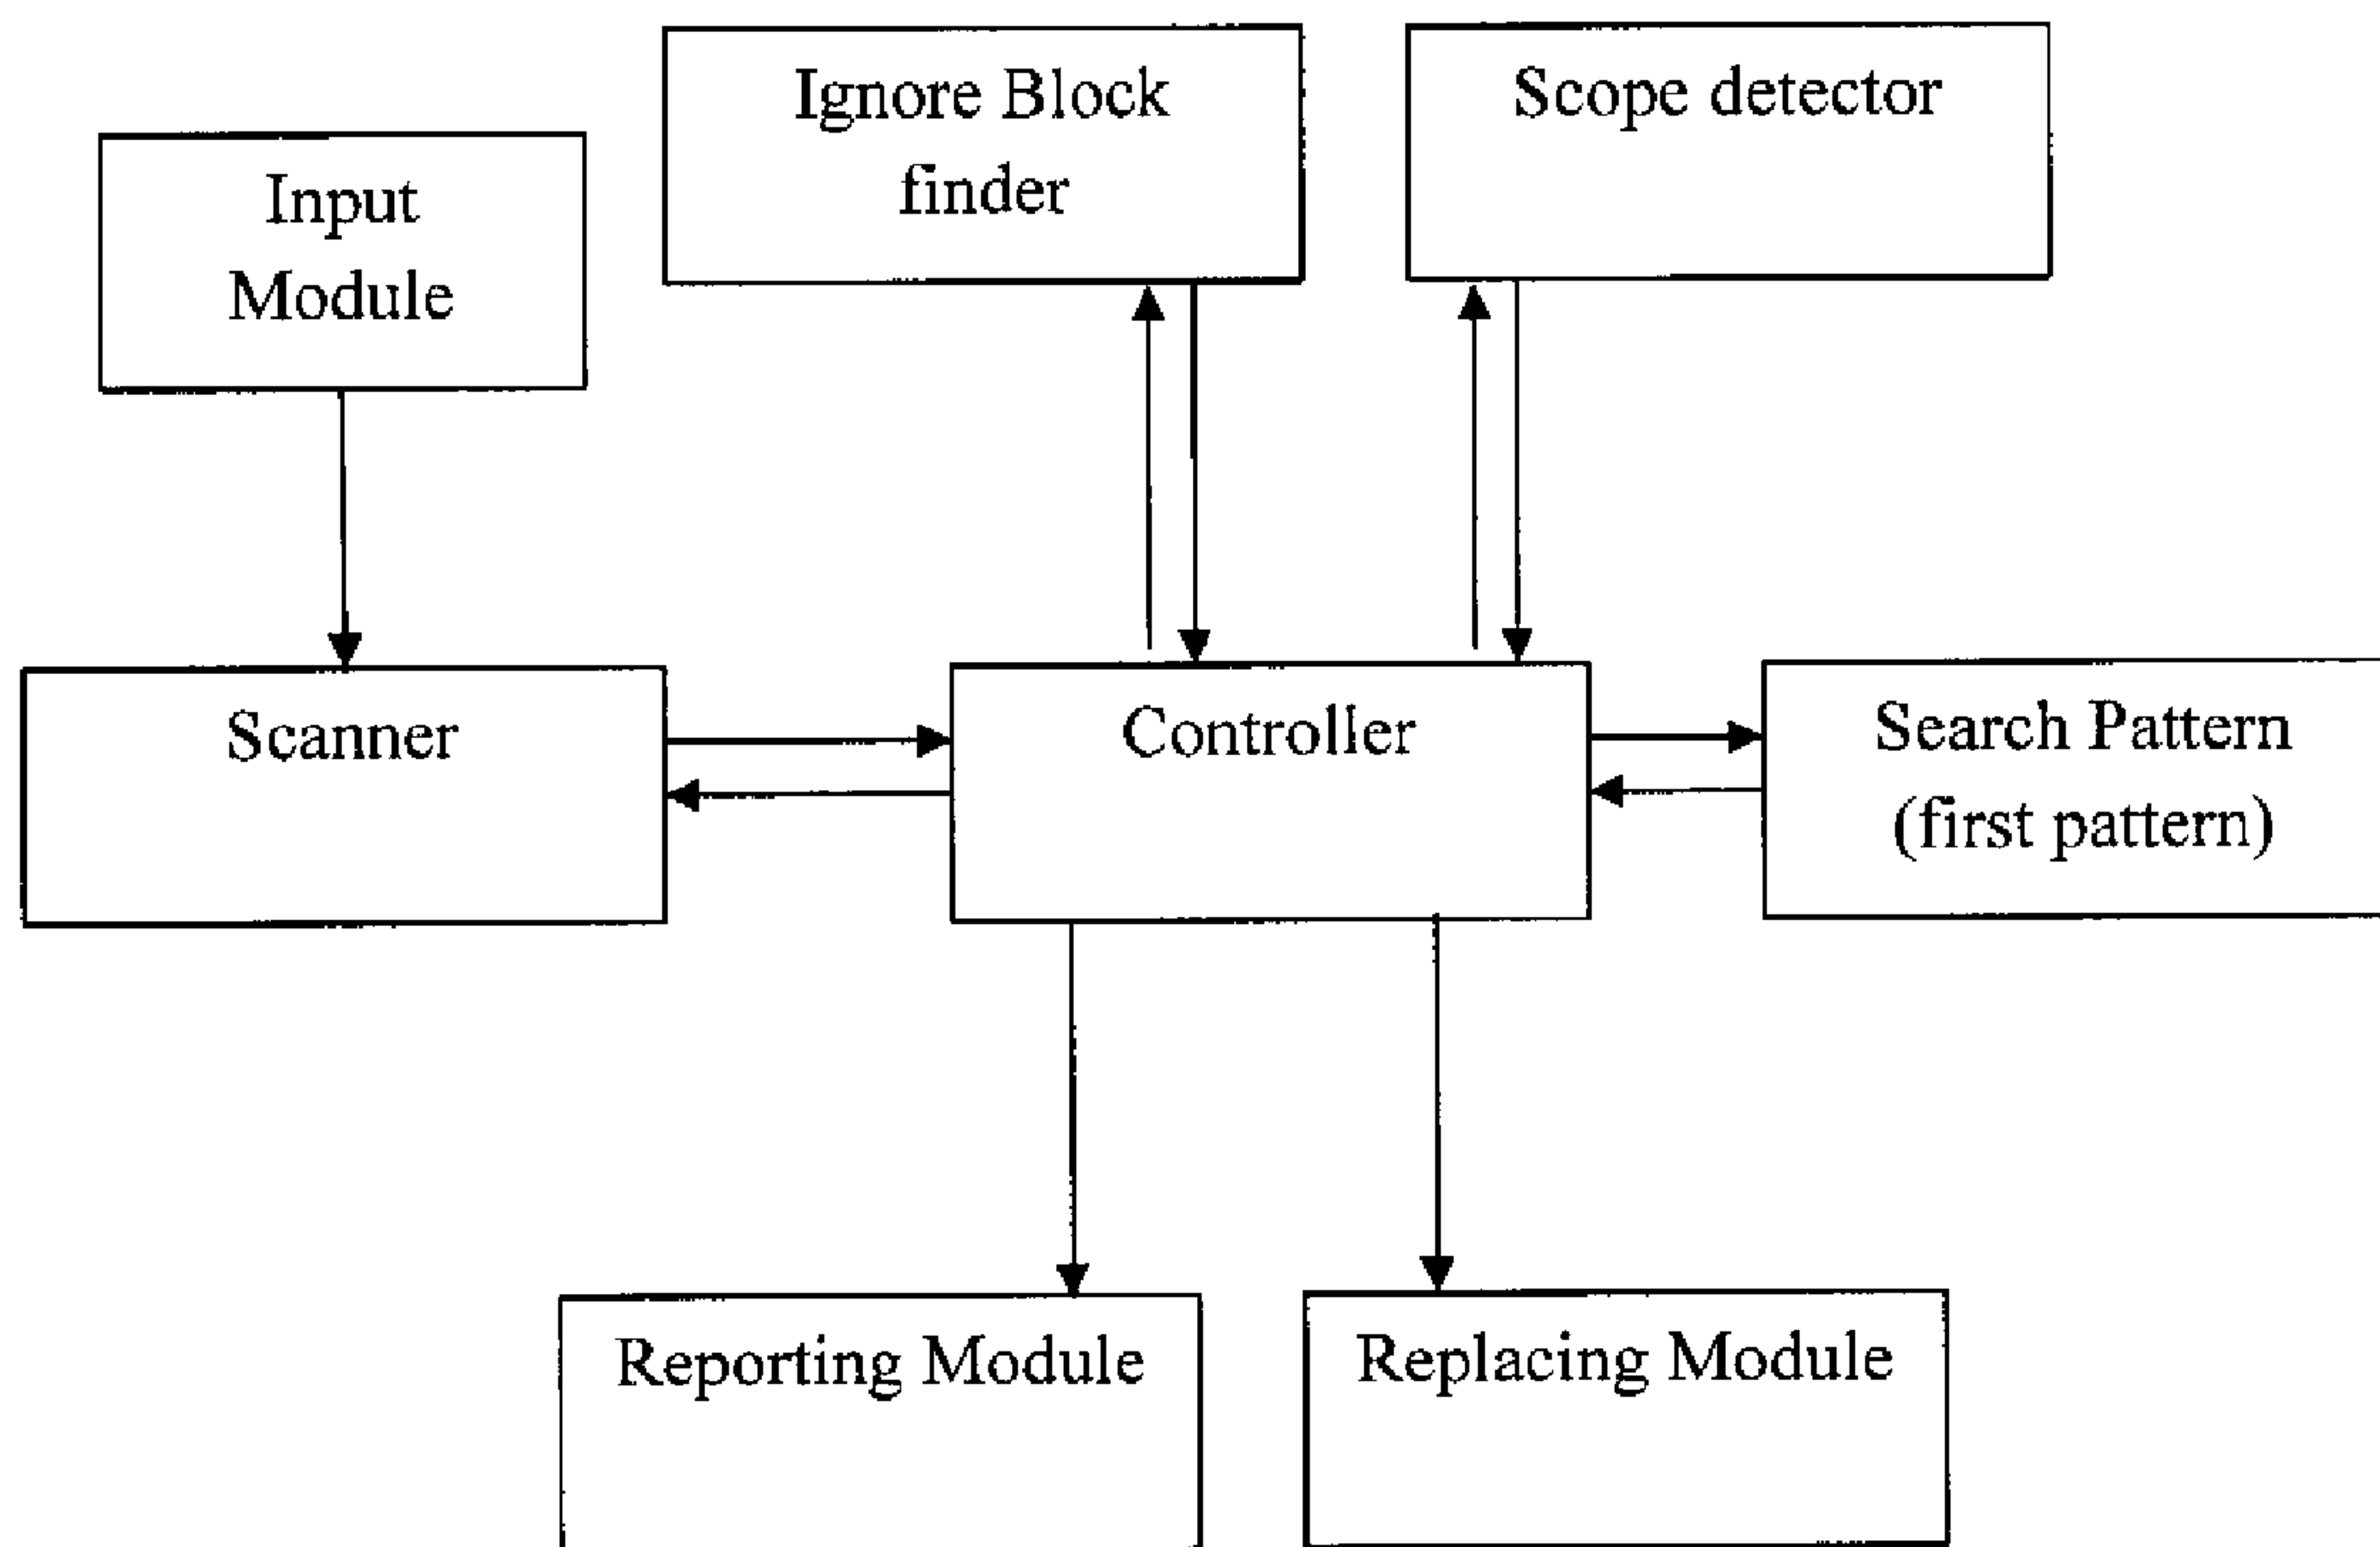 Ignore Block
finder
Scope detector
Input
Module
Scanner
Controller
Search Pattern
(first pattern)
Reporting Module
Replacing Module